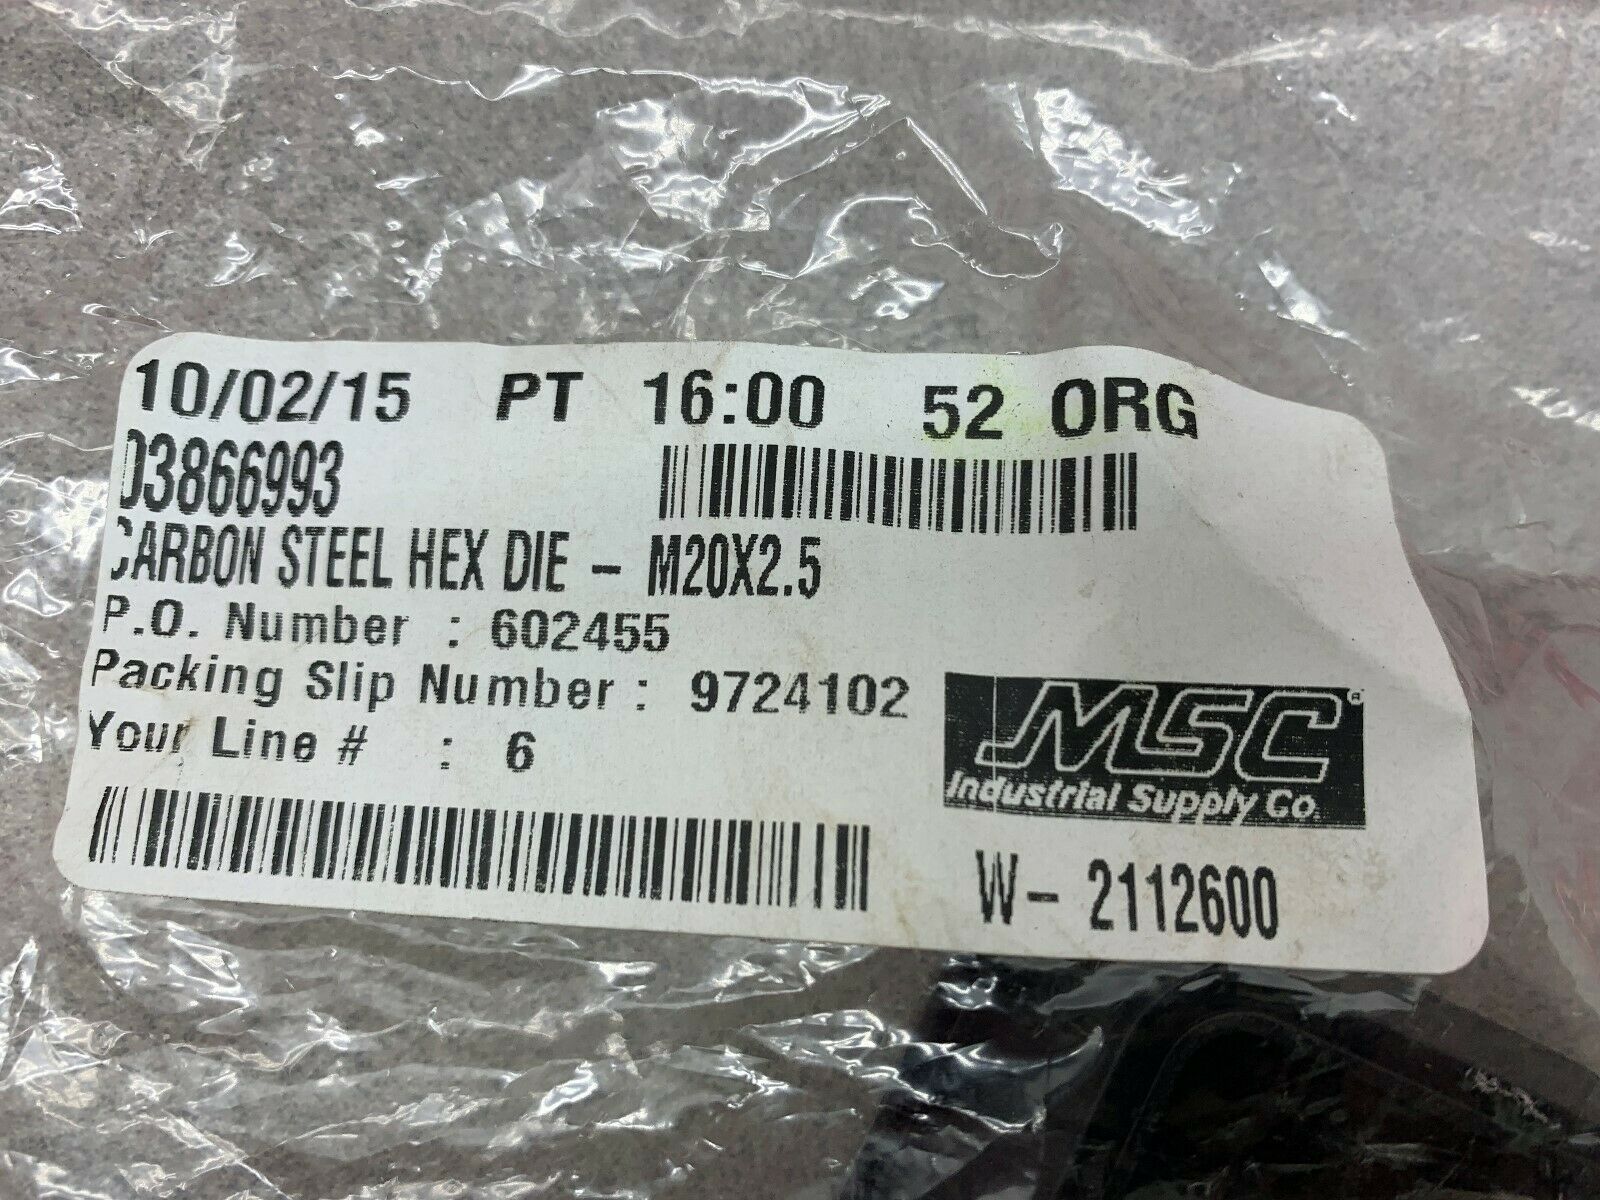 10/02/15 PT 16:00 52 ORG
03866993
CARBON STEEL HEX DIE - M20X2.5
P.O. Number : 602455
Packing Slip Number : 9724102
Your Line # : 6
MSC®
Industrial Supply Co.
W- 2112600